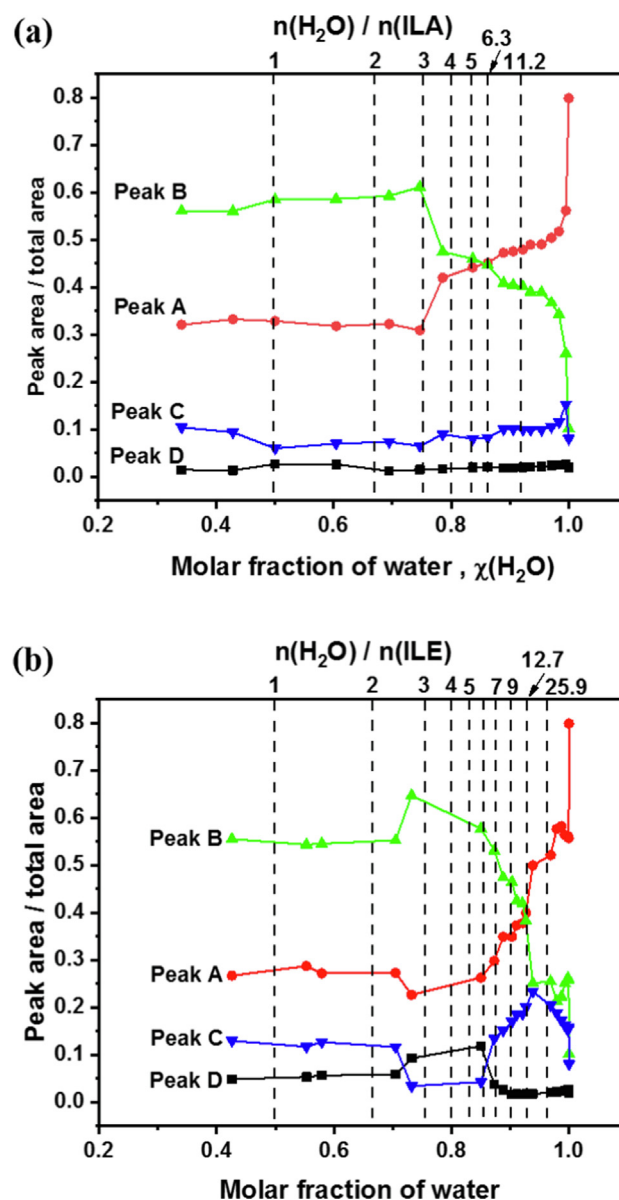 (a)
n(H₂O) / n(ILA)
6.3
1 2 3 4 5 11.2
0.8
0.7
0.6
0.5
0.4
0.3
0.2
0.1
0.0
Peak area / total area
Peak B
Peak A
Peak C
Peak D
0.2 0.4 0.6 0.8 1.0
Molar fraction of water , χ(H₂O)
(b)
n(H₂O) / n(ILE)
12.7
1 2 3 4 5 7 9 25.9
0.8
0.7
0.6
0.5
0.4
0.3
0.2
0.1
0.0
Peak area / total area
Peak B
Peak A
Peak C
Peak D
0.2 0.4 0.6 0.8 1.0
Molar fraction of water